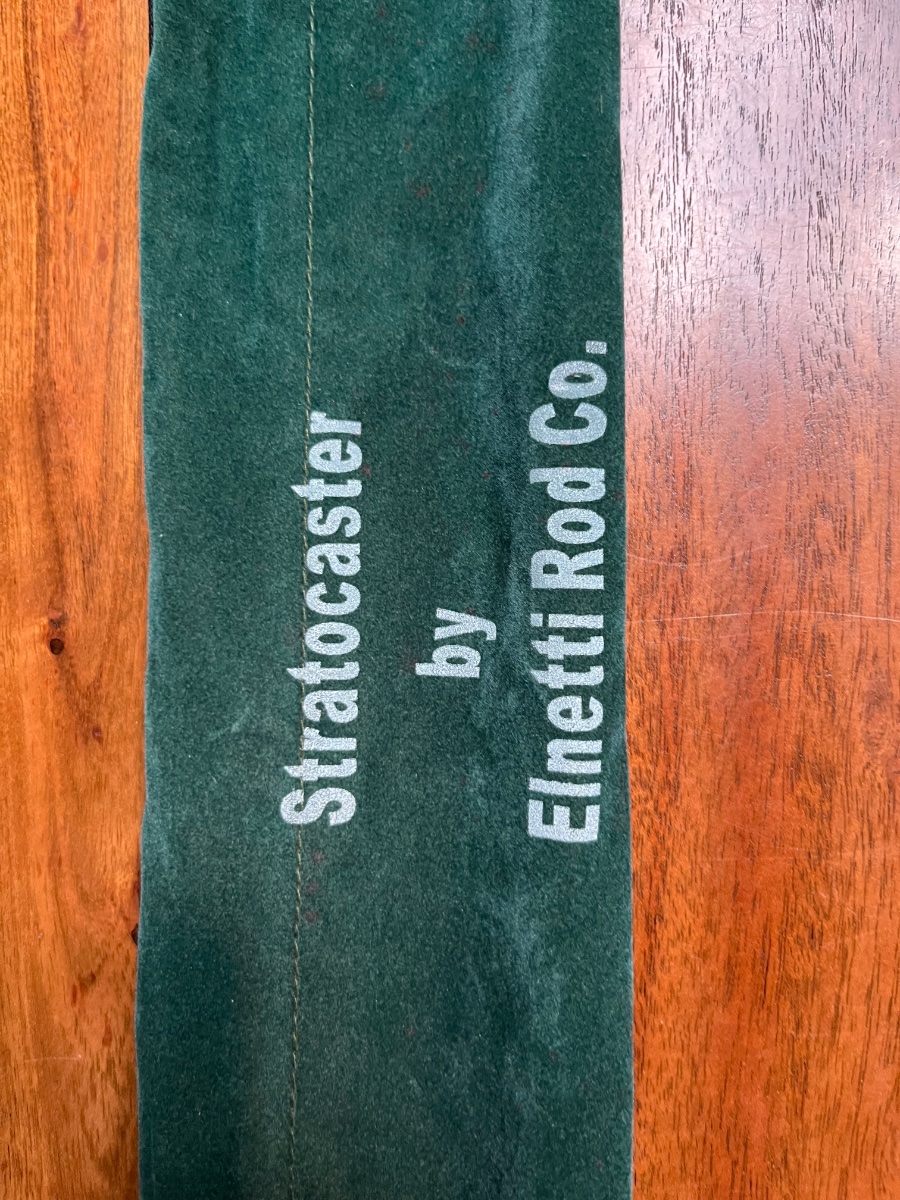 Stratocaster
by
Elnetti Rod Co.